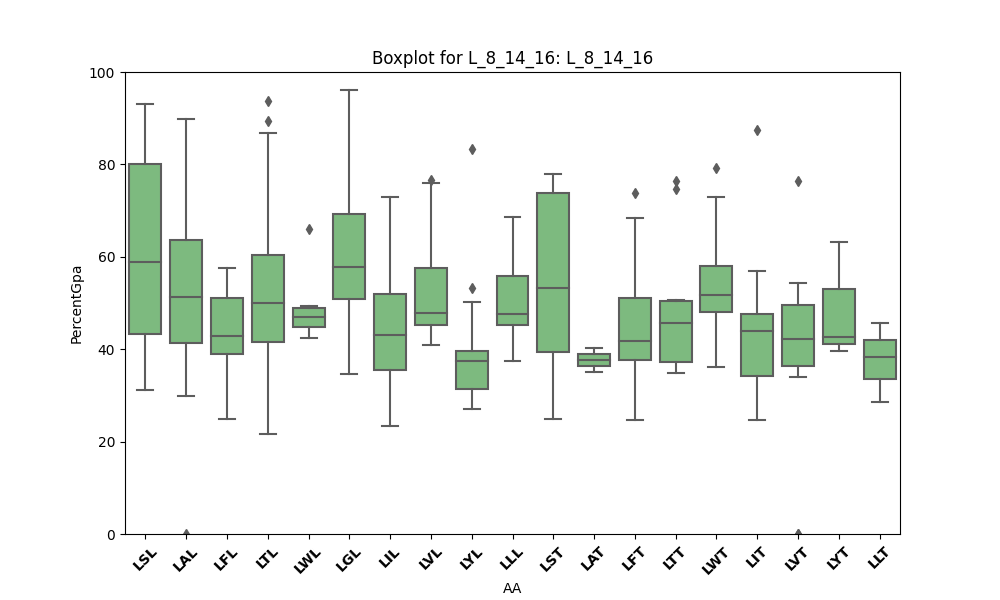 Boxplot for L_8_14_16: L_8_14_16
100
80
60
40
20
0
PercentGpa
LSL LAL LFL LTL LWL LGL LIL LVL LYL LLL LST LAT LFT LTT LWT LIT LVT LYT LLT
AA